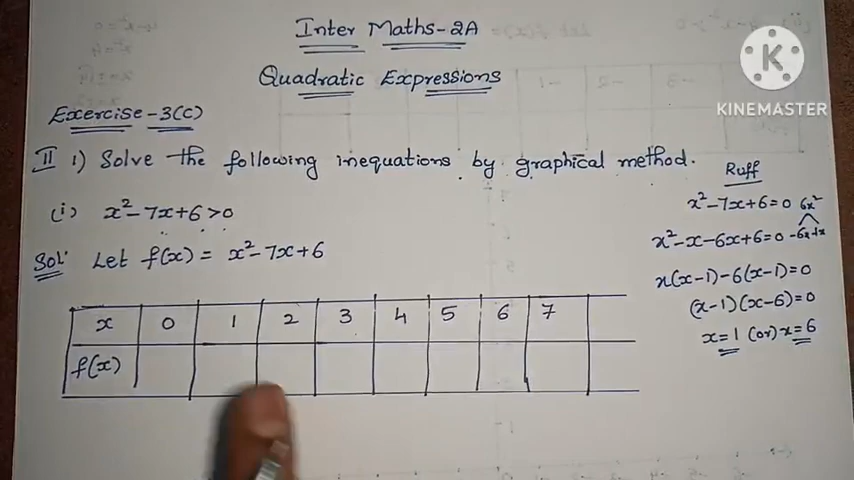 Inter Maths-2A
Quadratic Expressions
KINEMASTER
Excercise-3(c)
II 1) Solve the following inequations by graphical method.
Ruff
(i) x²-7x+6>0
x²-7x+6=0 6x²
x²-x-6x+6=0 -6x-1x
Sol: Let f(x) = x²-7x+6
x(x-1)-6(x-1)=0
(x-1)(x-6)=0
x=1 (or) x=6
x 0 1 2 3 4 5 6 7
f(x)